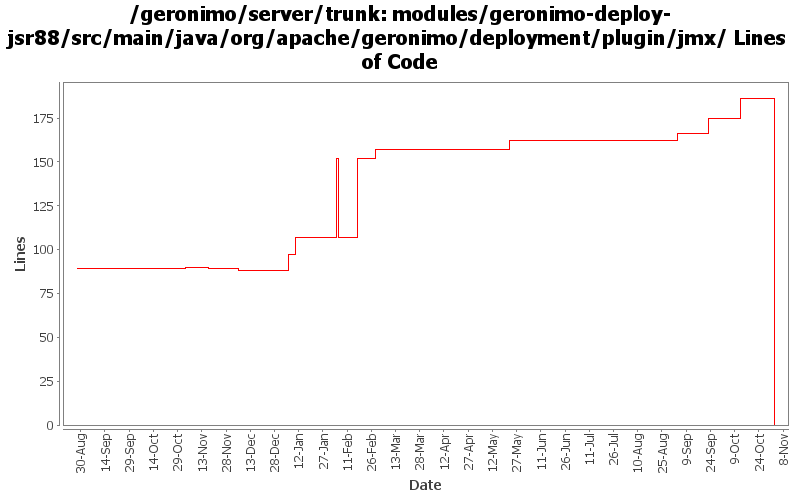 /geronimo/server/trunk: modules/geronimo-deploy-
jsr88/src/main/java/org/apache/geronimo/deployment/plugin/jmx/ Lines
of Code
Lines
175
150
125
100
75
50
25
0
30-Aug
14-Sep
29-Sep
14-Oct
29-Oct
13-Nov
28-Nov
13-Dec
28-Dec
12-Jan
27-Jan
11-Feb
26-Feb
13-Mar
28-Mar
12-Apr
27-Apr
12-May
27-May
11-Jun
26-Jun
11-Jul
26-Jul
10-Aug
25-Aug
9-Sep
24-Sep
9-Oct
24-Oct
8-Nov
Date